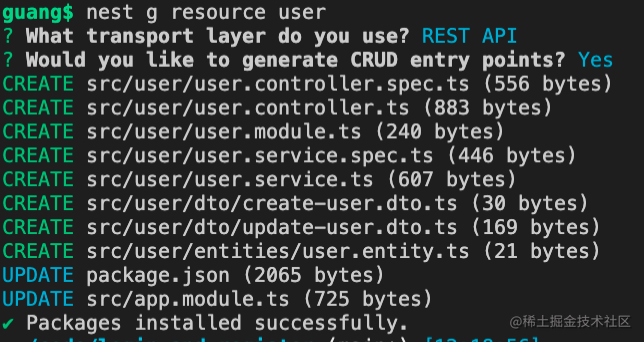 guang$ nest g resource user
? What transport layer do you use? REST API
? Would you like to generate CRUD entry points? Yes
CREATE src/user/user.controller.spec.ts (556 bytes)
CREATE src/user/user.controller.ts (883 bytes)
CREATE src/user/user.module.ts (240 bytes)
CREATE src/user/user.service.spec.ts (446 bytes)
CREATE src/user/user.service.ts (607 bytes)
CREATE src/user/dto/create-user.dto.ts (30 bytes)
CREATE src/user/dto/update-user.dto.ts (169 bytes)
CREATE src/user/entities/user.entity.ts (21 bytes)
UPDATE package.json (2065 bytes)
UPDATE src/app.module.ts (725 bytes)
✔ Packages installed successfully.
@稀土掘金技术社区